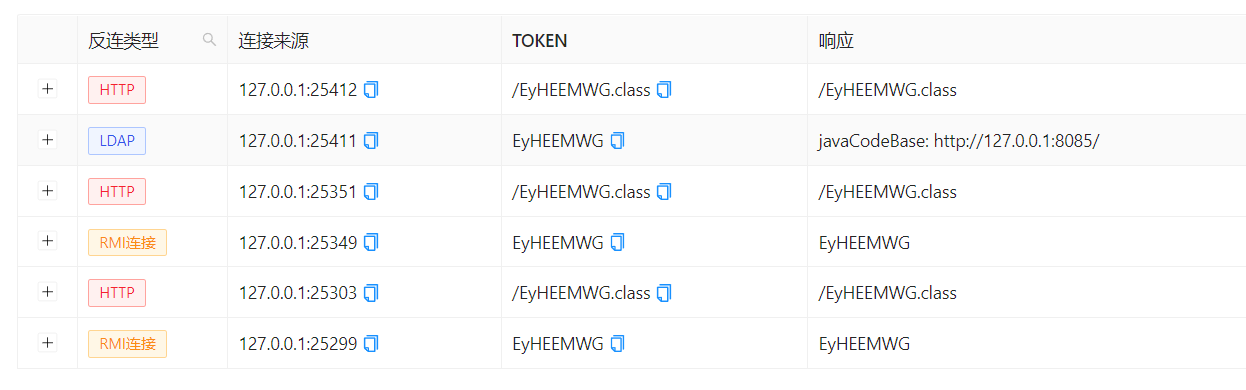 反连类型 连接来源 TOKEN 响应
HTTP 127.0.0.1:25412 /EyHEEMWG.class /EyHEEMWG.class
LDAP 127.0.0.1:25411 EyHEEMWG javaCodeBase: http://127.0.0.1:8085/
HTTP 127.0.0.1:25351 /EyHEEMWG.class /EyHEEMWG.class
RMI连接 127.0.0.1:25349 EyHEEMWG EyHEEMWG
HTTP 127.0.0.1:25303 /EyHEEMWG.class /EyHEEMWG.class
RMI连接 127.0.0.1:25299 EyHEEMWG EyHEEMWG